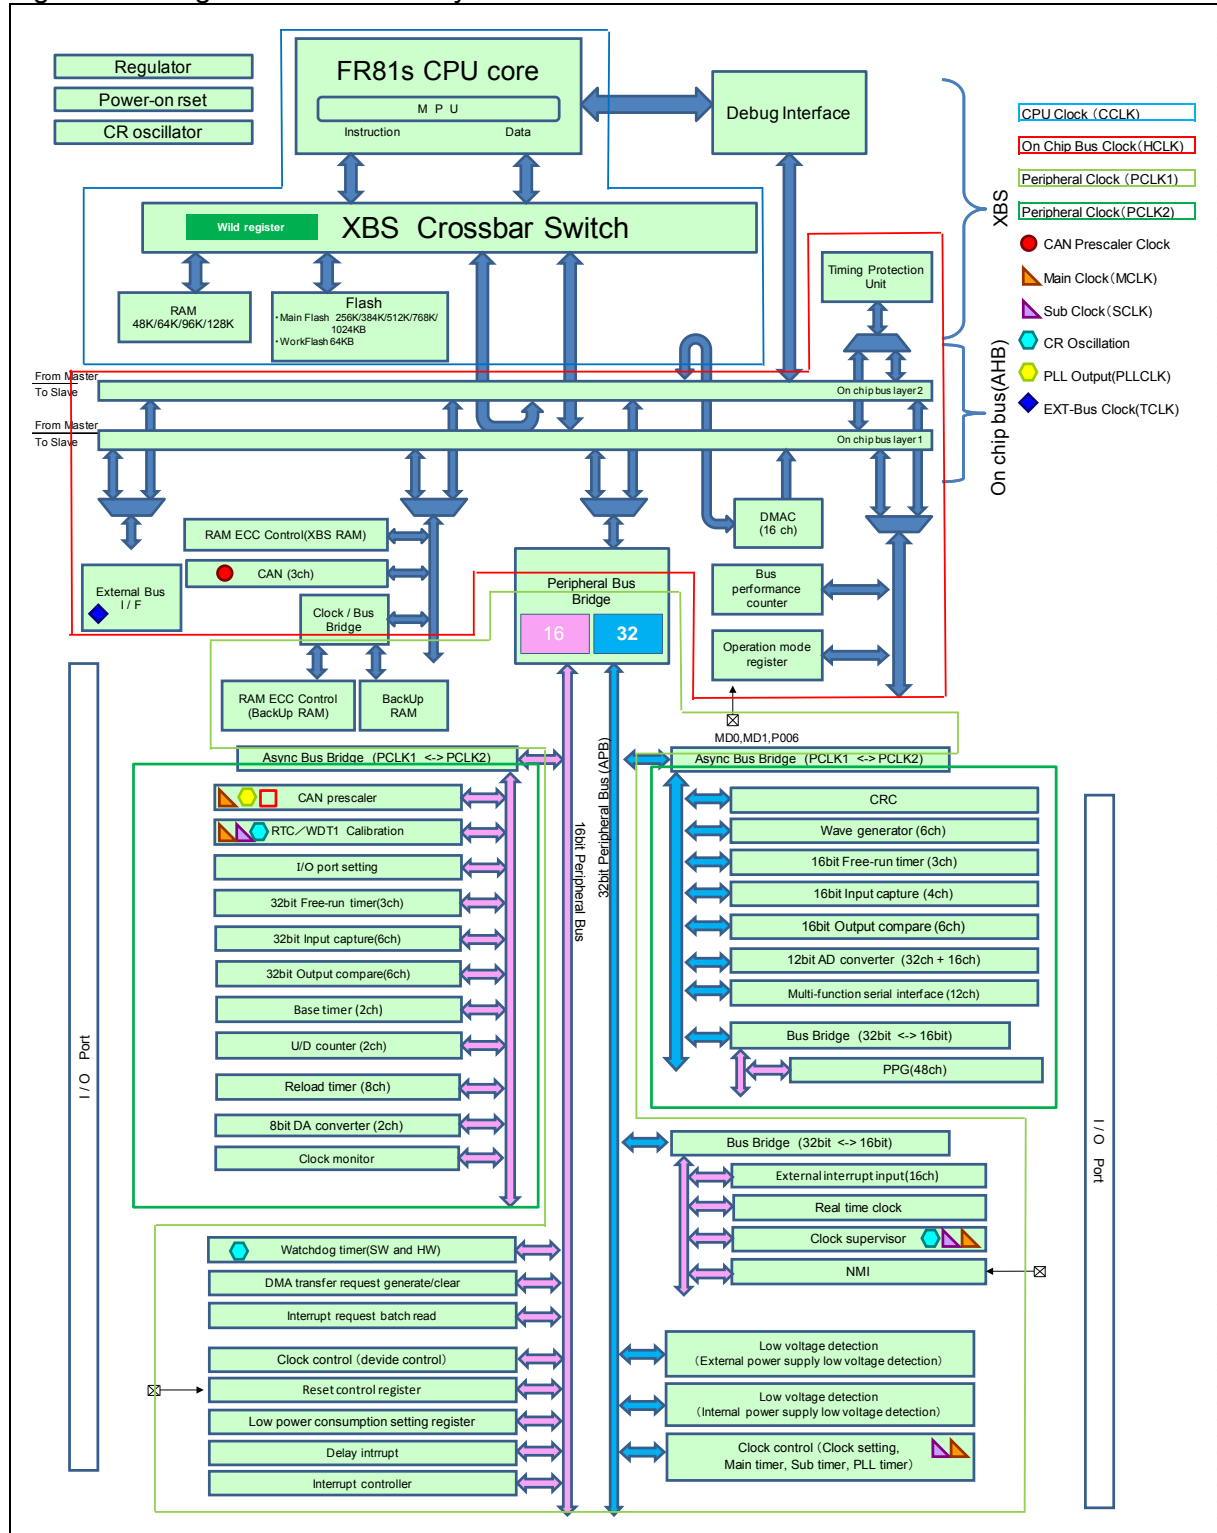 Regulator
Power-on rset
CR oscillator
FR81s CPU core
M P U
Instruction
Data
Debug Interface
Wild register
XBS Crossbar Switch
RAM
48K/64K/96K/128K
Flash
・Main Flash 256K/384K/512K/768K/
1024KB
・WorkFlash 64KB
Timing Protection
Unit
XBS
On chip bus(AHB)
CPU Clock（CCLK）
On Chip Bus Clock(HCLK)
Peripheral Clock（PCLK1）
Peripheral Clock(PCLK2)
CAN Prescaler Clock
Main Clock（MCLK）
Sub Clock（SCLK）
CR Oscillation
PLL Output(PLLCLK)
EXT-Bus Clock(TCLK)
From Master
To Slave
On chip bus layer 2
From Master
To Slave
On chip bus layer 1
RAM ECC Control(XBS RAM)
CAN (3ch)
External Bus
I / F
Clock / Bus
Bridge
RAM ECC Control
(BackUp RAM)
BackUp
RAM
Peripheral Bus
Bridge
16
32
DMAC
(16 ch)
Bus
performance
counter
Operation mode
register
MD0,MD1,P006
I / O Port
Async Bus Bridge (PCLK1 <-> PCLK2)
CAN prescaler
RTC／WDT1 Calibration
I/O port setting
32bit Free-run timer(3ch)
32bit Input capture(6ch)
32bit Output compare(6ch)
Base timer (2ch)
U/D counter (2ch)
Reload timer (8ch)
8bit DA converter (2ch)
Clock monitor
Watchdog timer(SW and HW)
DMA transfer request generate/clear
Interrupt request batch read
Clock control（devide control）
Reset control register
Low power consumption setting register
Delay intrrupt
Interrupt controller
16bit Peripheral Bus
32bit Peripheral Bus (APB)
Async Bus Bridge (PCLK1 <-> PCLK2)
CRC
Wave generator (6ch)
16bit Free-run timer (3ch)
16bit Input capture (4ch)
16bit Output compare (6ch)
12bit AD converter (32ch + 16ch)
Multi-function serial interface (12ch)
Bus Bridge (32bit <-> 16bit)
PPG(48ch)
Bus Bridge (32bit <-> 16bit)
External interrupt input(16ch)
Real time clock
Clock supervisor
NMI
Low voltage detection
（External power supply low voltage detection）
Low voltage detection
（Internal power supply low voltage detection）
Clock control（Clock setting,
Main timer, Sub timer, PLL timer）
I / O Port